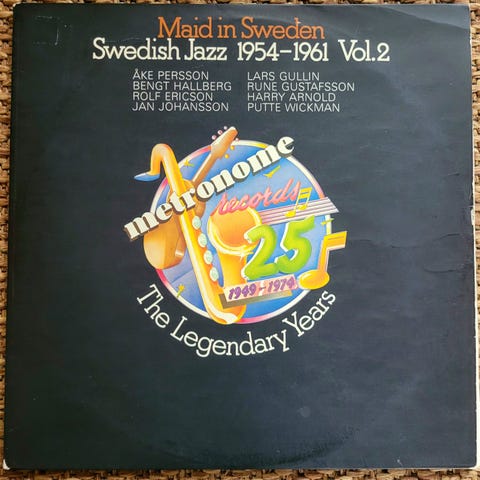 Maid in Sweden
Swedish Jazz 1954–1961 Vol.2
ÅKE PERSSON
BENGT HALLBERG
ROLF ERICSON
JAN JOHANSSON
LARS GULLIN
RUNE GUSTAFSSON
HARRY ARNOLD
PUTTE WICKMAN
metronome
records
25
1949-1974
The Legendary Years